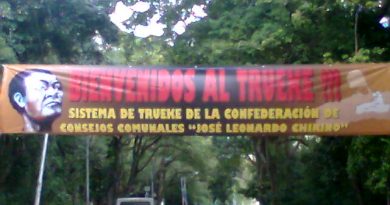 BIENVENIDOS AL TRUEKE
SISTEMA DE TRUEKE DE LA CONFEDERACIÓN DE
CONSEJOS COMUNALES "JOSÉ LEONARDO CHIRINO"